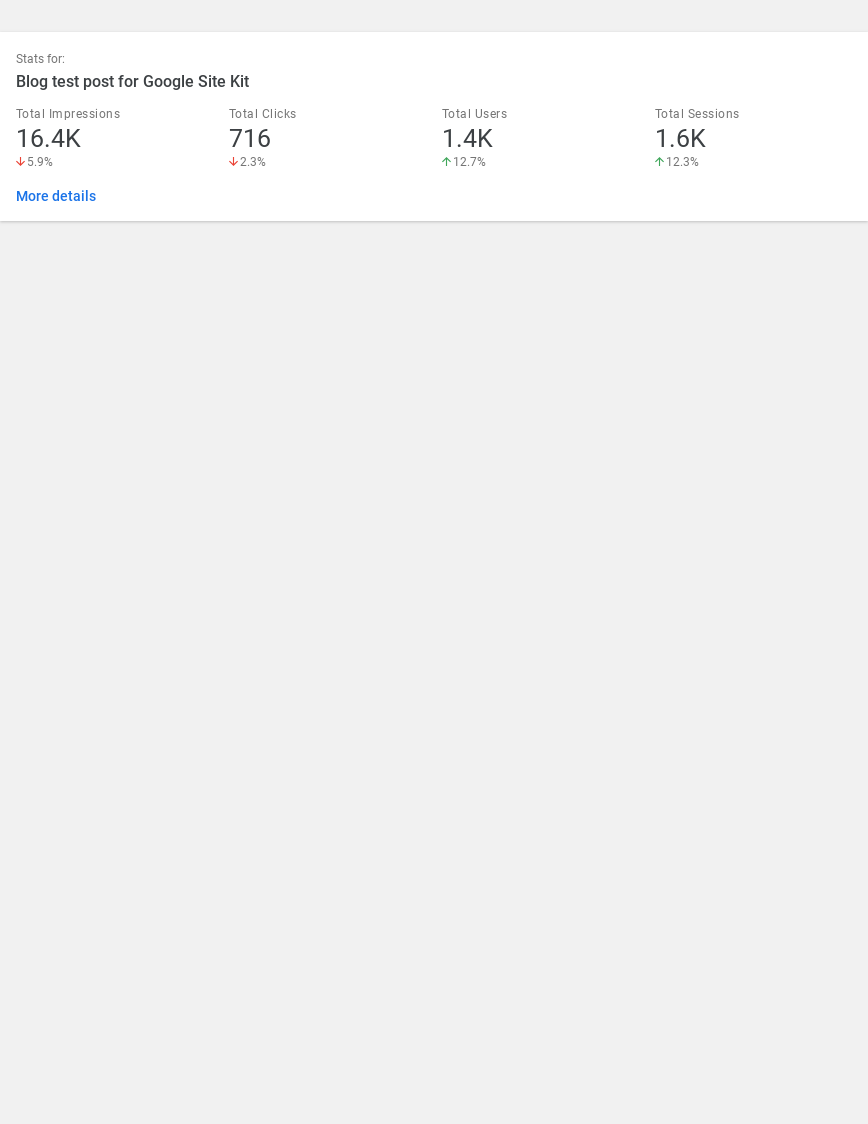 Stats for:
Blog test post for Google Site Kit
Total Impressions
16.4K
5.9%
Total Clicks
716
2.3%
Total Users
1.4K
12.7%
Total Sessions
1.6K
12.3%
More details